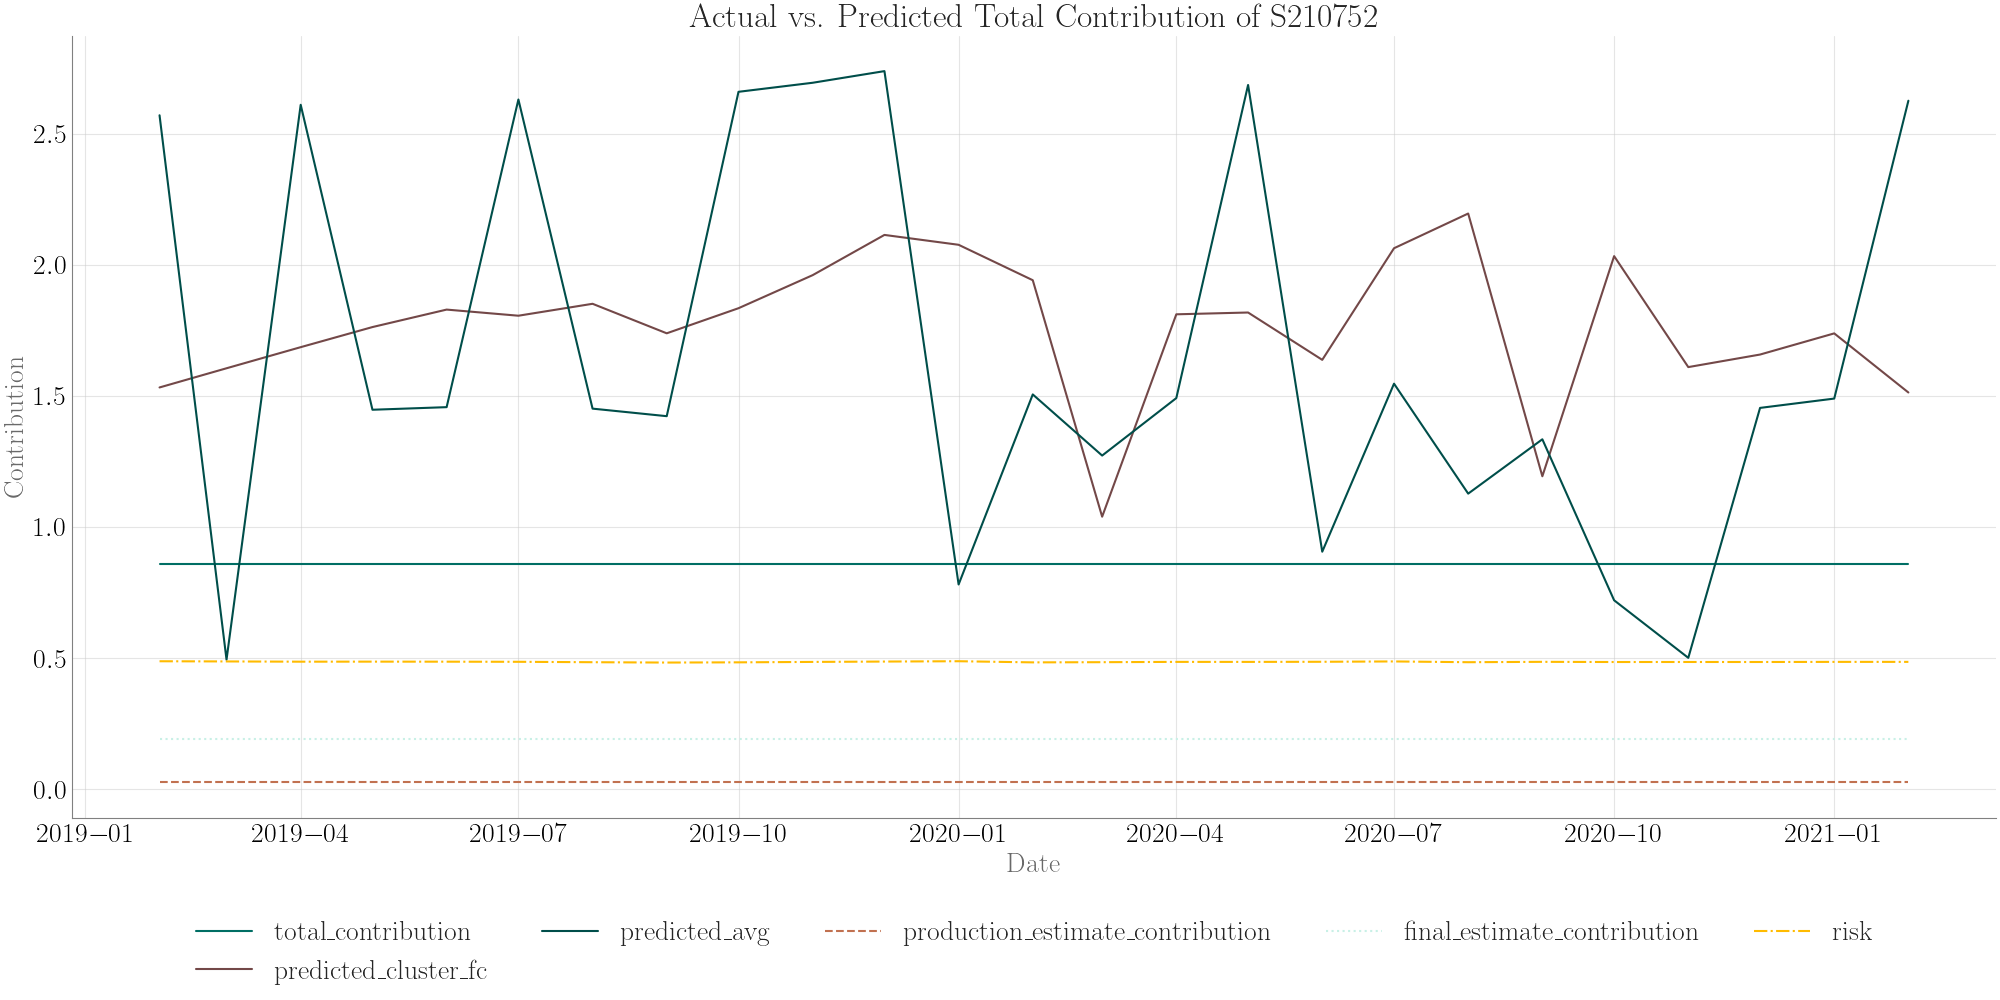 Actual vs. Predicted Total Contribution of S210752
Contribution
2.5
2.0
1.5
1.0
0.5
0.0
2019−01 2019−04 2019−07 2019−10 2020−01 2020−04 2020−07 2020−10 2021−01
Date
total_contribution predicted_avg production_estimate_contribution final_estimate_contribution risk
predicted_cluster_fc